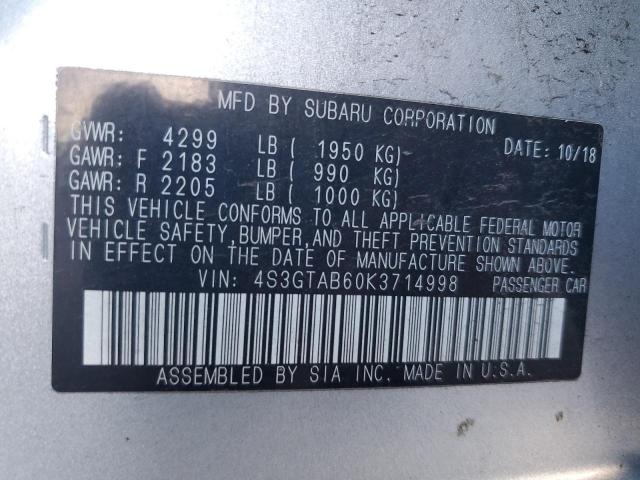 MFD BY SUBARU CORPORATION
GVWR: 4299 LB ( 1950 KG) DATE: 10/18
GAWR: F 2183 LB ( 990 KG)
GAWR: R 2205 LB ( 1000 KG)
THIS VEHICLE CONFORMS TO ALL APPLICABLE FEDERAL MOTOR
VEHICLE SAFETY,BUMPER,AND THEFT PREVENTION STANDARDS
IN EFFECT ON THE DATE OF MANUFACTURE SHOWN ABOVE.
VIN: 4S3GTAB60K3714998 PASSENGER CAR
ASSEMBLED BY SIA INC. MADE IN U.S.A.